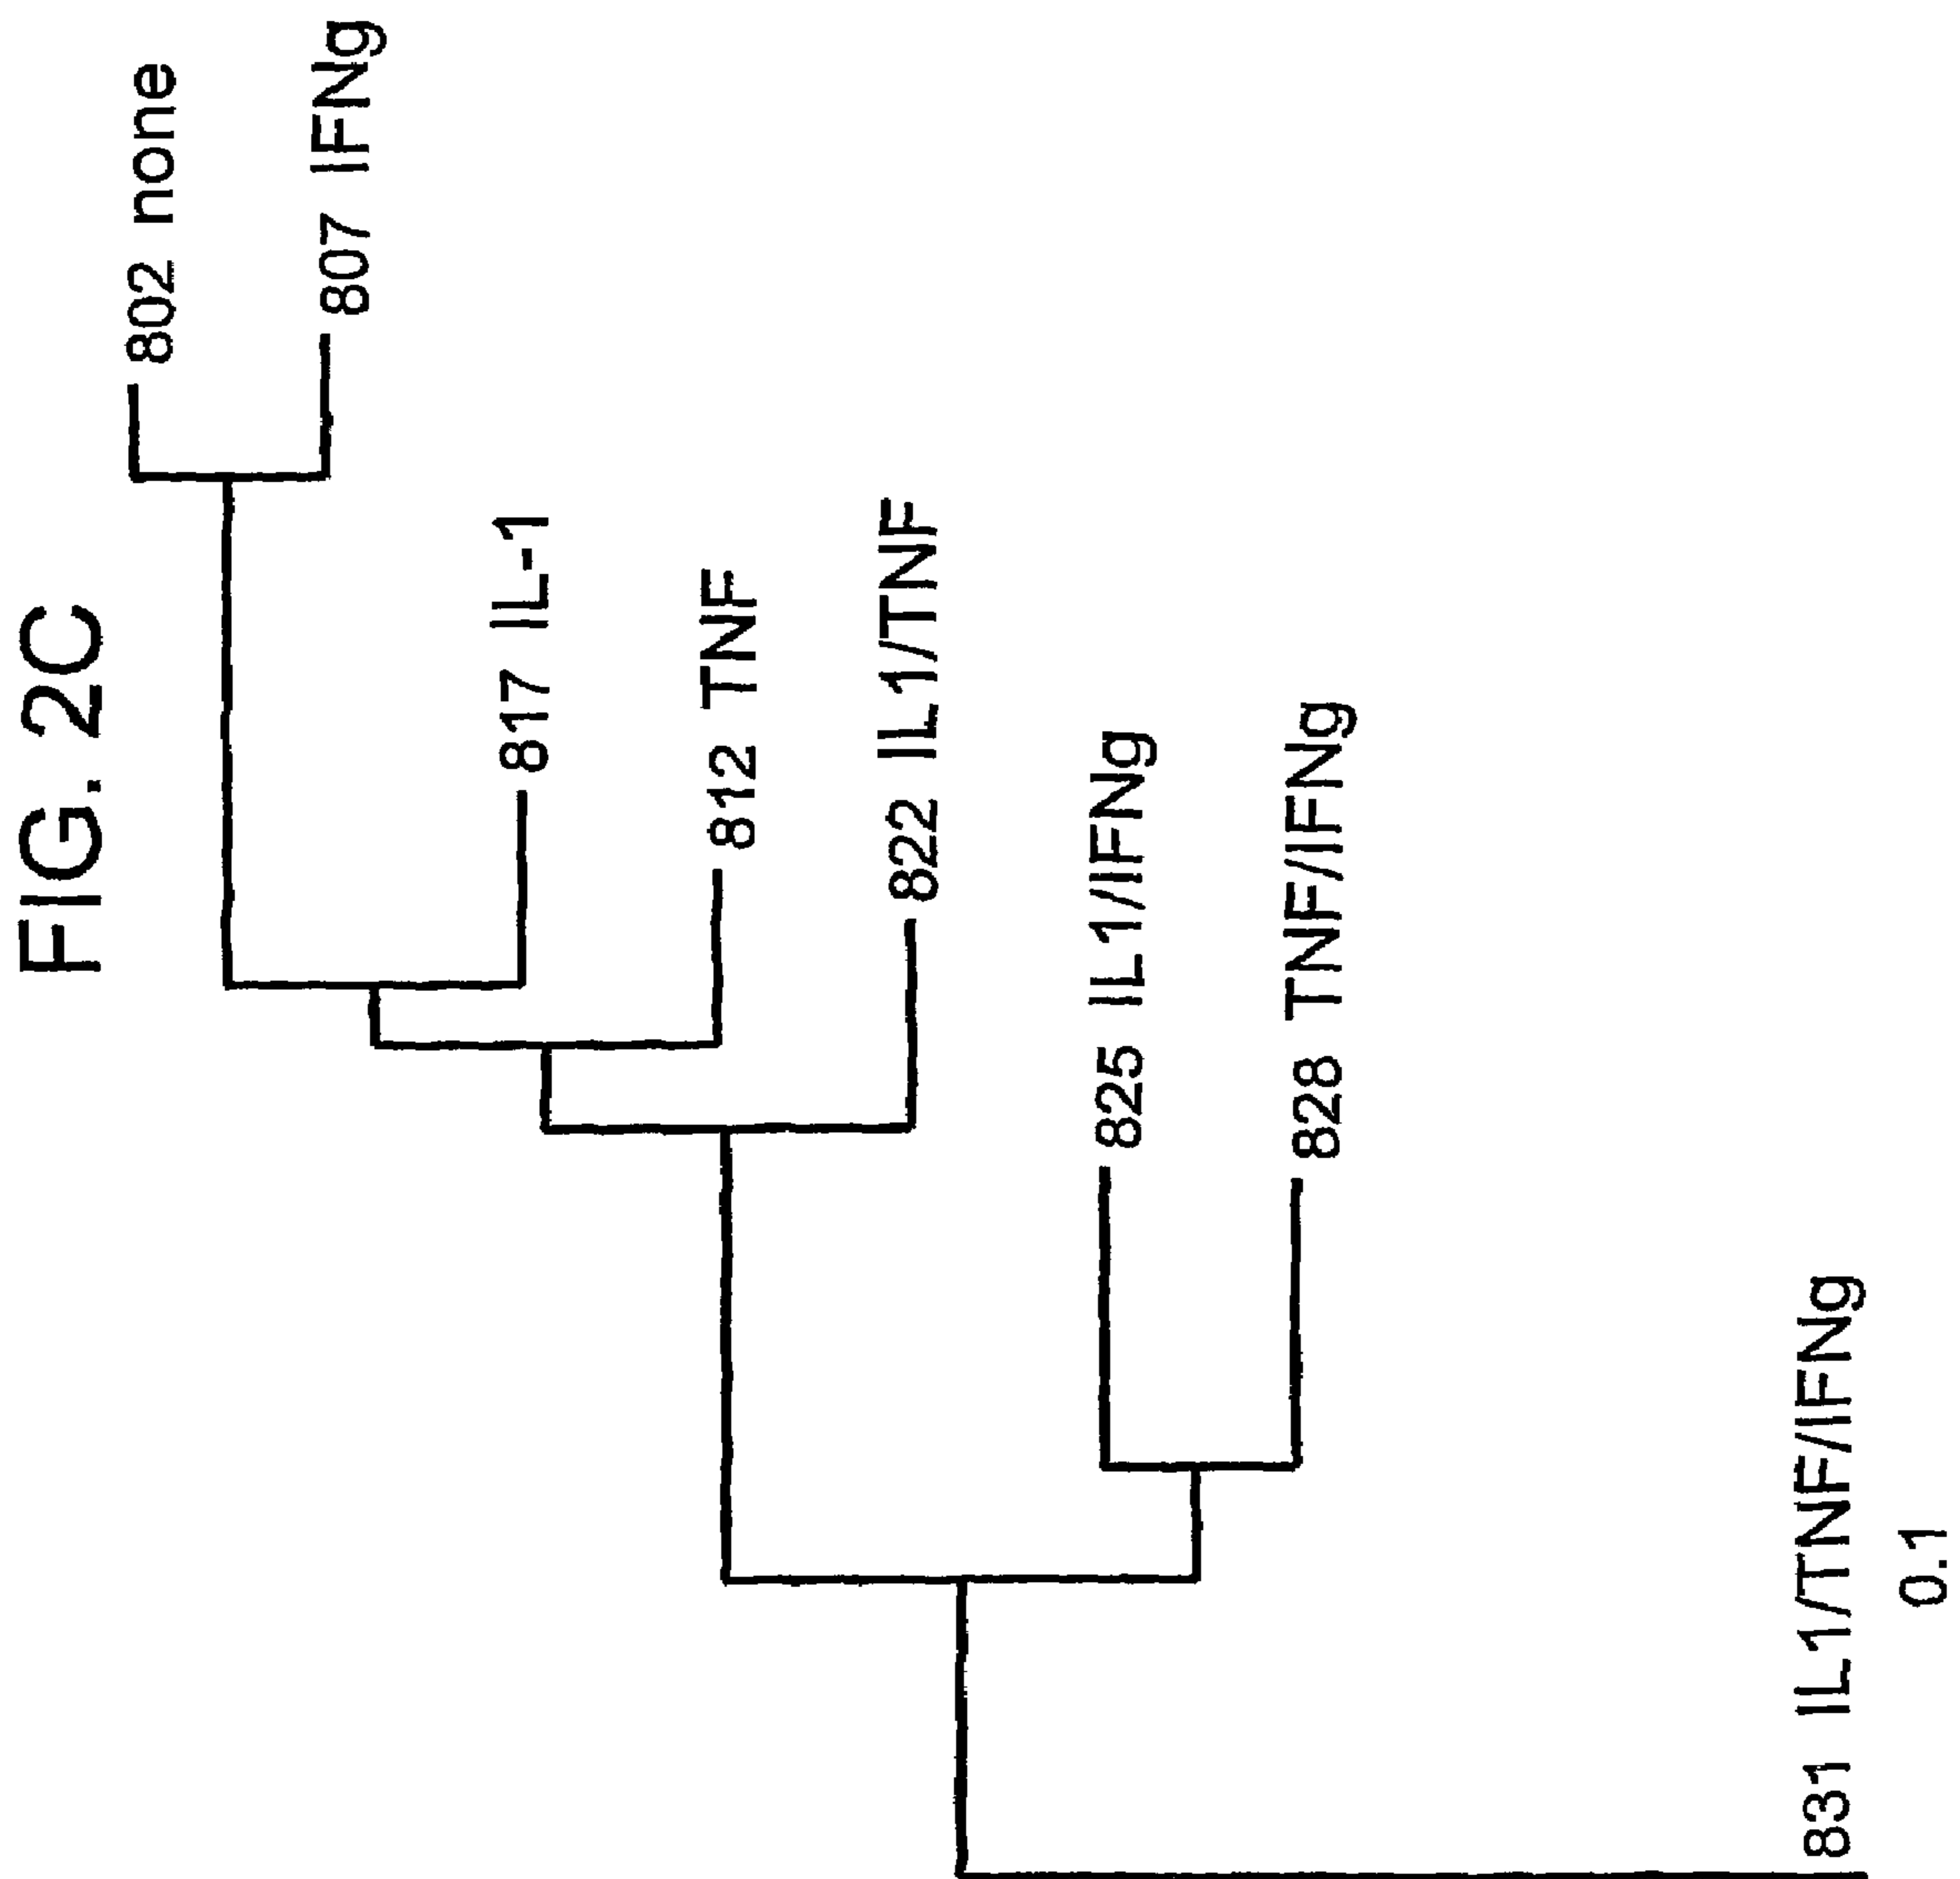 FIG. 2C
802 none
807 IFNg
817 IL-1
812 TNF
822 IL1/TNF
825 IL1/IFNg
828 TNF/IFNg
831 IL1/TNF/IFNg
0.1